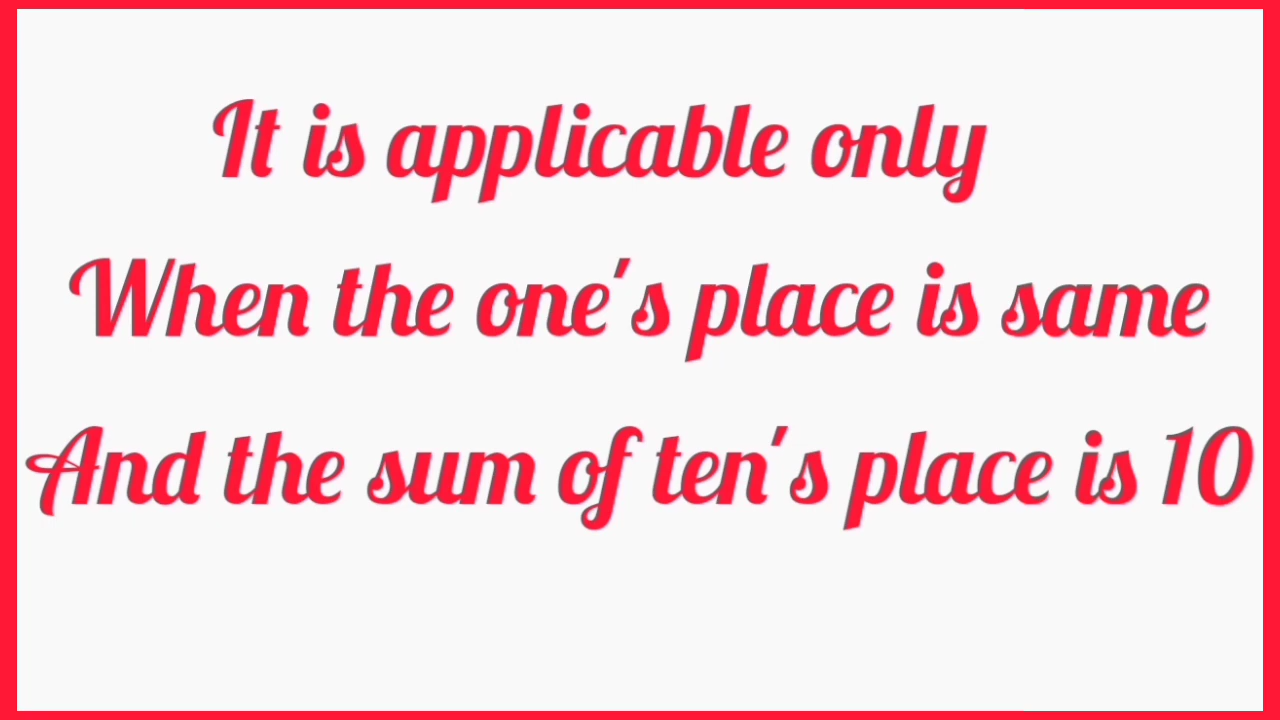 It is applicable only
When the one's place is same
And the sum of ten's place is 10